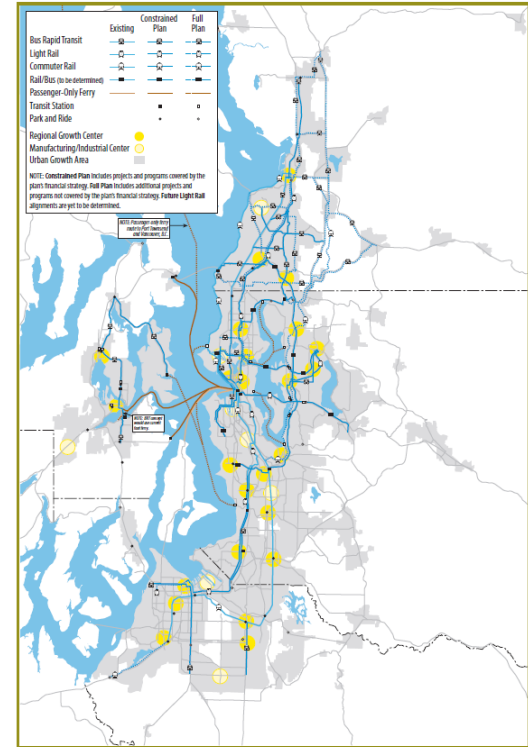 Existing Constrained Plan Full Plan
Bus Rapid Transit
Light Rail
Commuter Rail
Rail/Bus (to be determined)
Passenger-Only Ferry
Transit Station
Park and Ride
Regional Growth Center
Manufacturing/Industrial Center
Urban Growth Area
NOTE: Constrained Plan includes projects and programs covered by the
plan's financial strategy. Full Plan includes additional projects and
programs not covered by the plan's financial strategy. Future Light Rail
alignments are yet to be determined.
NOTE: Passenger-only ferry
route to Port Townsend
and Vancouver, B.C.